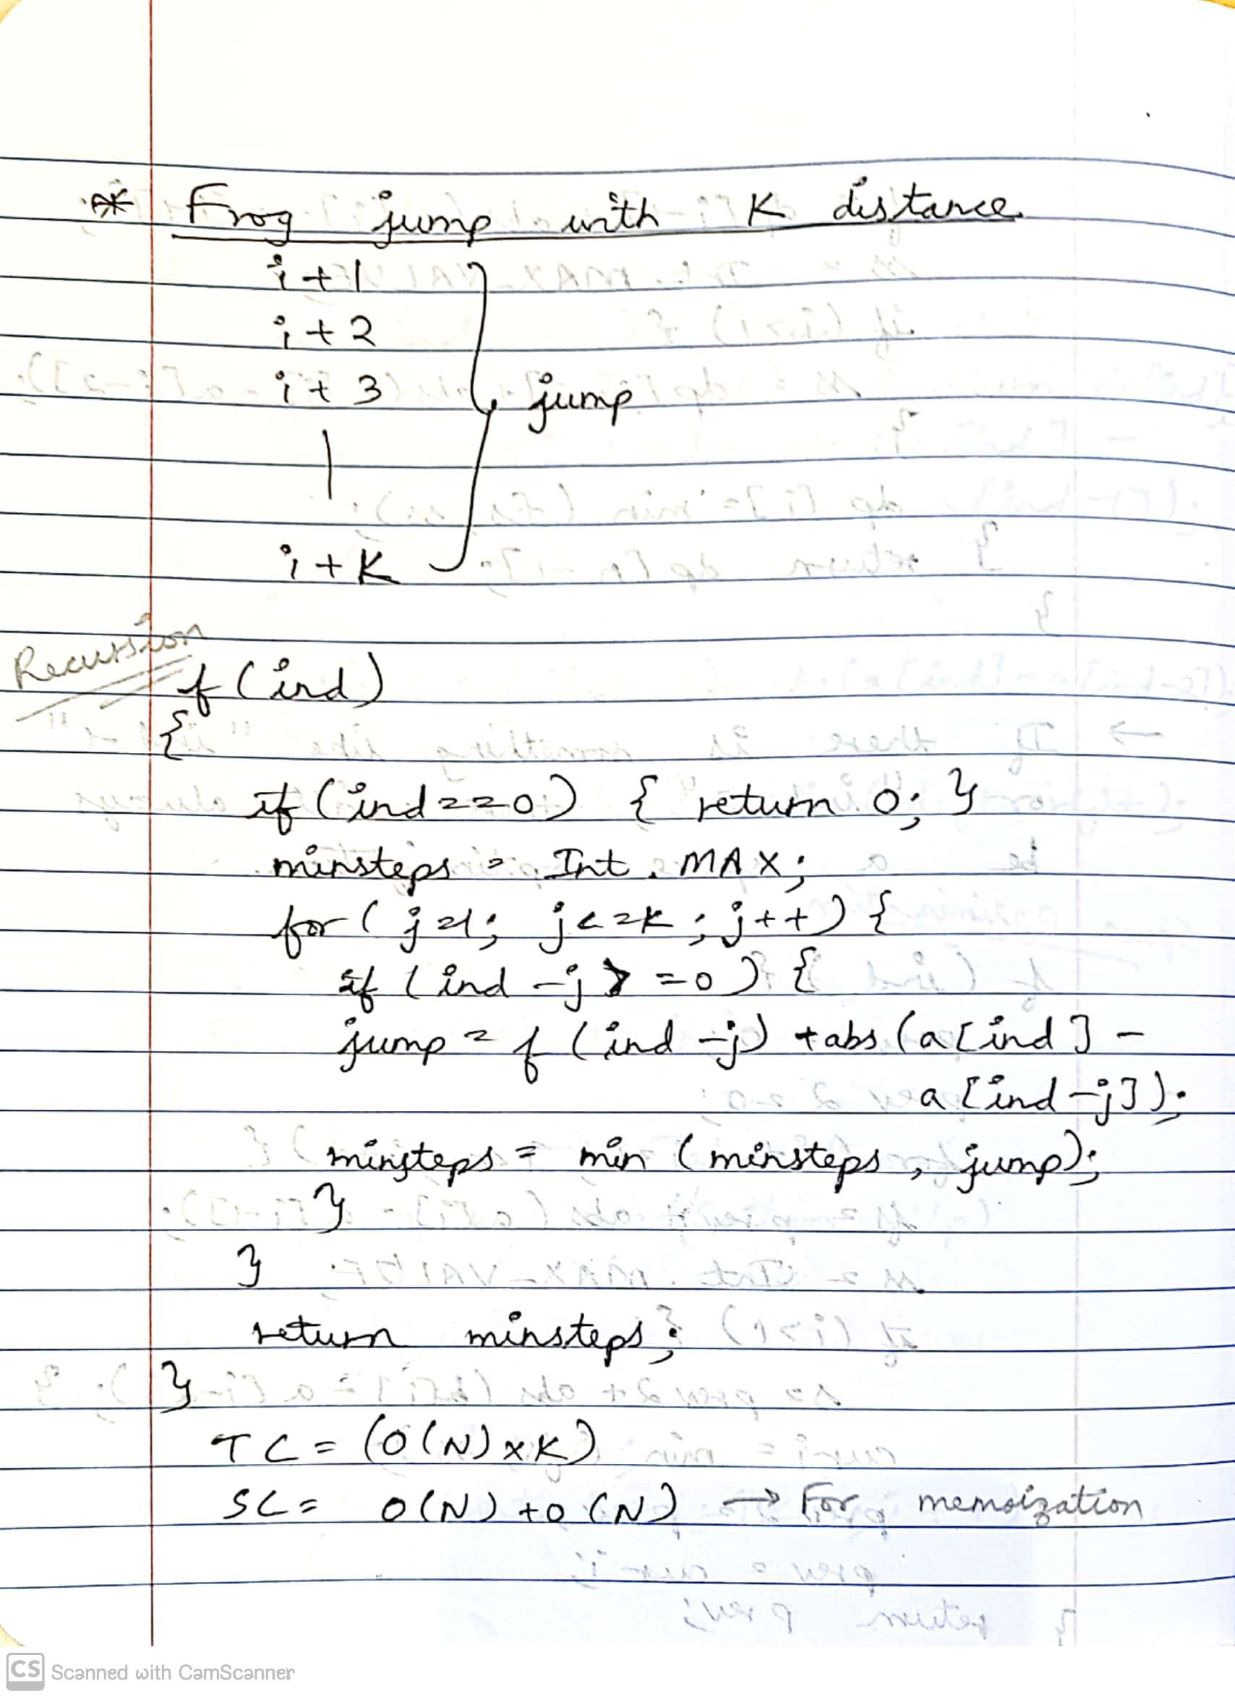 * Frog jump with K distance
i+1
i+2
i+3 jump
|
i+K
Recursion
f(ind)
{
if (ind==0) { return 0; }
minsteps = Int.MAX;
for(j=1; j<=k; j++) {
if (ind-j>=0) {
jump = f(ind-j) + abs(a[ind] -
a[ind-j]);
minsteps = min(minsteps, jump);
}
}
return minsteps;
}
TC = (O(N)xK)
SC = O(N)+O(N) → For memoization
CS Scanned with CamScanner